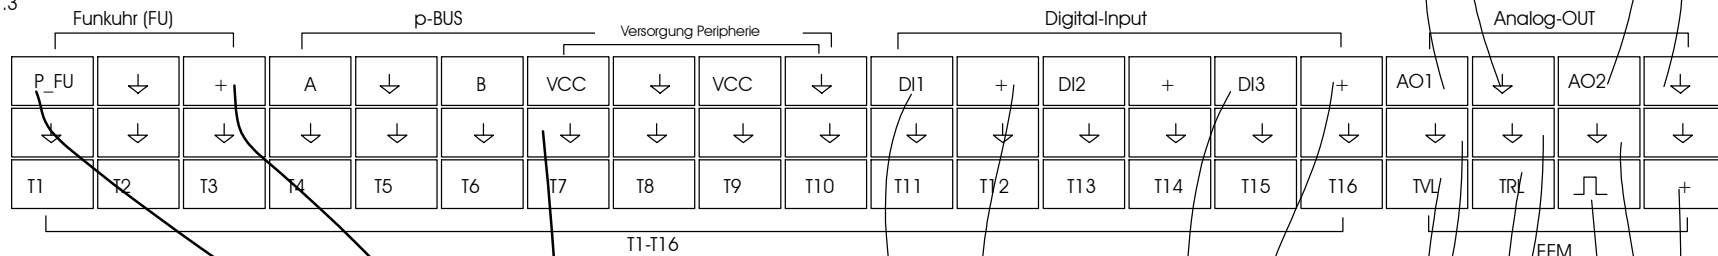 .3
Funkuhr (FU) p-BUS Versorgung Peripherie Digital-Input Analog-OUT
P_FU + A B VCC VCC DI1 + DI2 + DI3 + AO1 AO2
T1 T2 T3 T4 T5 T6 T7 T8 T9 T10 T11 T12 T13 T14 T15 T16 TVL TRL +
T1-T16